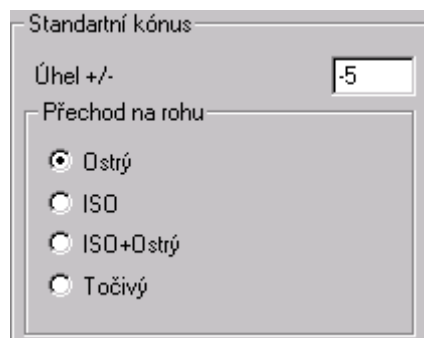 Standartní kónus
Úhel +/- -5
Přechod na rohu
Ostrý
ISO
ISO+Ostrý
Točivý